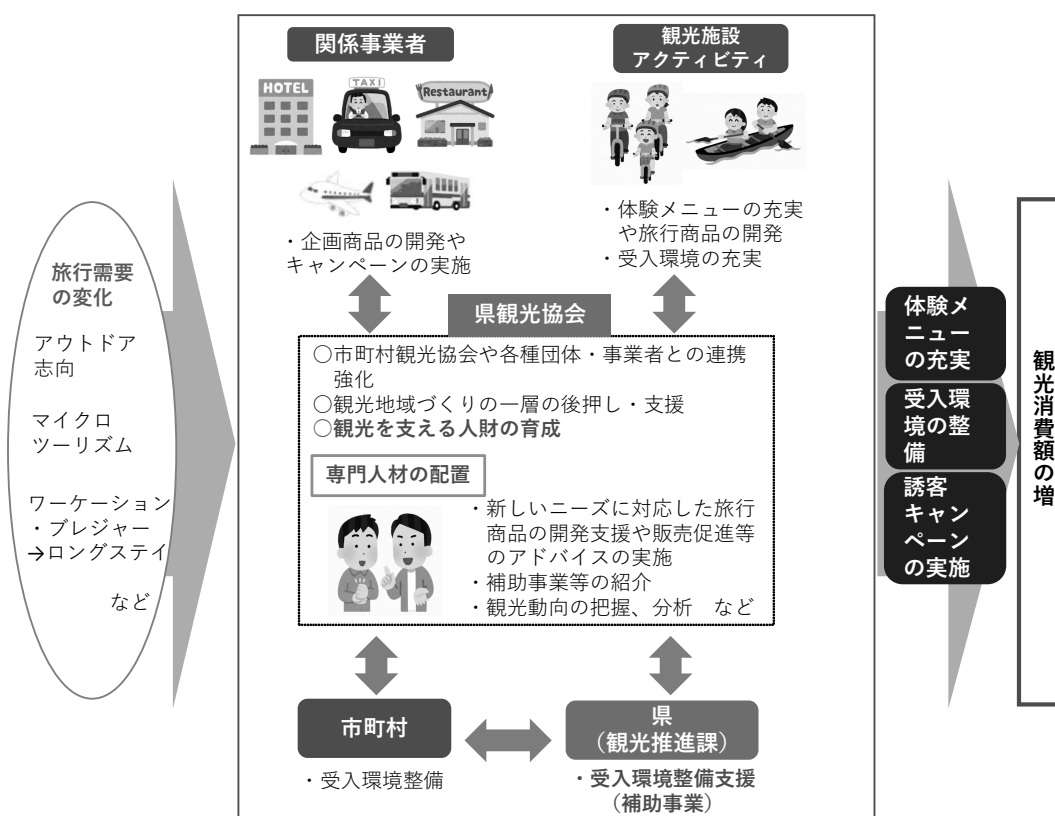 旅行需要
の変化
アウトドア
志向
マイクロ
ツーリズム
ワーケーション
・ブレジャー
→ロングステイ
など
関係事業者
HOTEL
TAXI
Restaurant
・企画商品の開発や
キャンペーンの実施
観光施設
アクティビティ
・体験メニューの充実
や旅行商品の開発
・受入環境の充実
県観光協会
○市町村観光協会や各種団体・事業者との連携
強化
○観光地域づくりの一層の後押し・支援
○観光を支える人財の育成
専門人材の配置
・新しいニーズに対応した旅行
商品の開発支援や販売促進等
のアドバイスの実施
・補助事業等の紹介
・観光動向の把握、分析　など
市町村
・受入環境整備
県
（観光推進課）
・受入環境整備支援
（補助事業）
体験メ
ニュー
の充実
受入環
境の整
備
誘客
キャン
ペーン
の実施
観光消費額の増